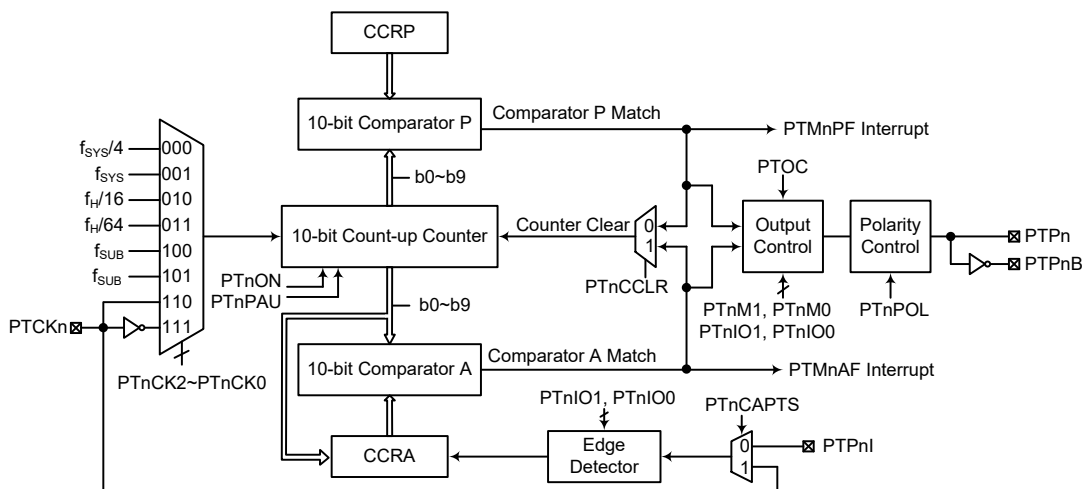 CCRP
10-bit Comparator P
Comparator P Match
PTMnPF Interrupt
b0~b9
fSYS/4
000
fSYS
001
fH/16
010
fH/64
011
fSUB
100
fSUB
101
110
111
PTCKn
PTnCK2~PTnCK0
10-bit Count-up Counter
PTnON
PTnPAU
Counter Clear
0
1
PTnCCLR
PTOC
Output
Control
PTnM1, PTnM0
PTnIO1, PTnIO0
Polarity
Control
PTnPOL
PTPn
PTPnB
b0~b9
10-bit Comparator A
Comparator A Match
PTMnAF Interrupt
CCRA
PTnIO1, PTnIO0
Edge
Detector
PTnCAPTS
0
1
PTPnI